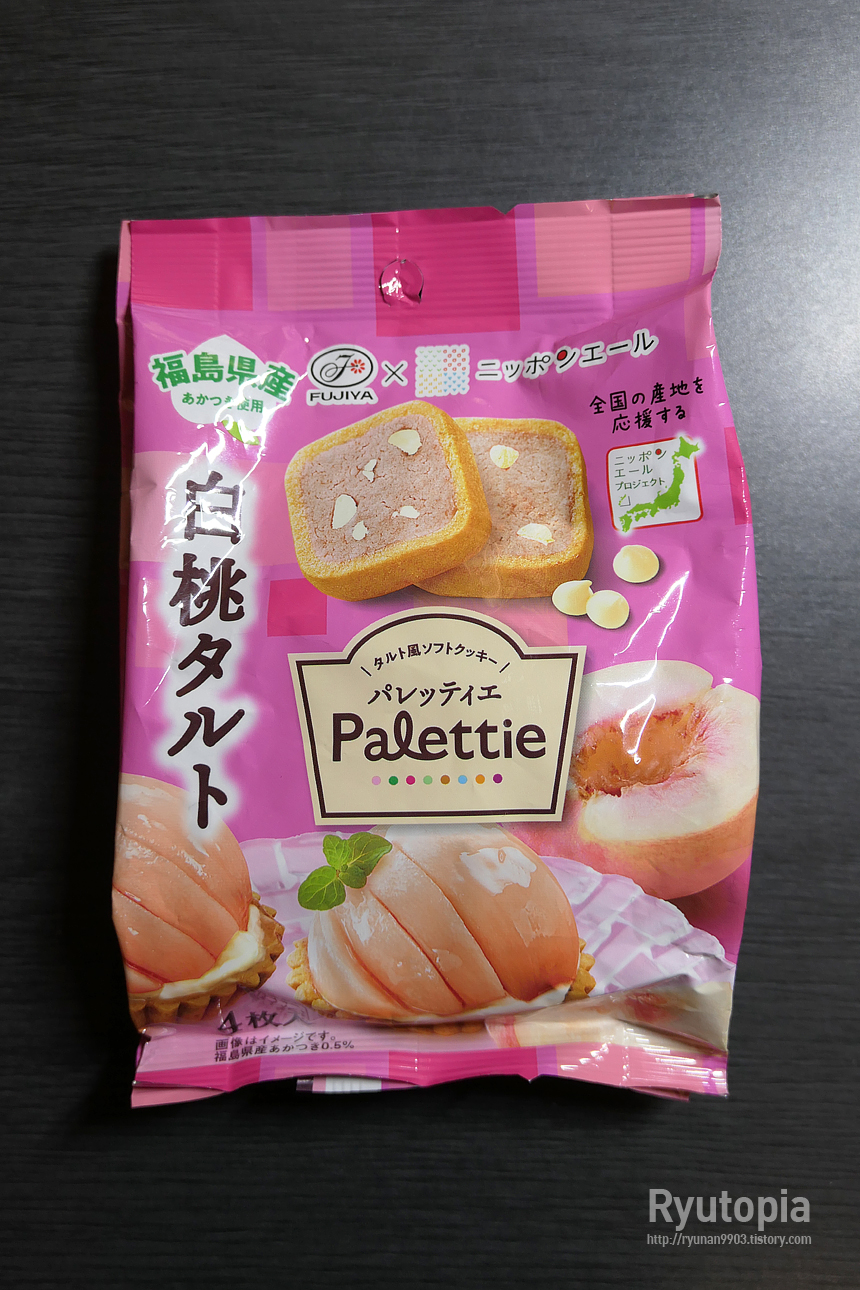 福島県産
あかつき使用
FUJIYA
×
ニッポンエール
全国の産地を
応援する
ニッポン
エール
プロジェクト
白桃タルト
タルト風ソフトクッキー
パレッティエ
Palettie
4枚入
画像はイメージです。
福島県産あかつき0.5%
Ryutopia
http://ryunan9903.tistory.com